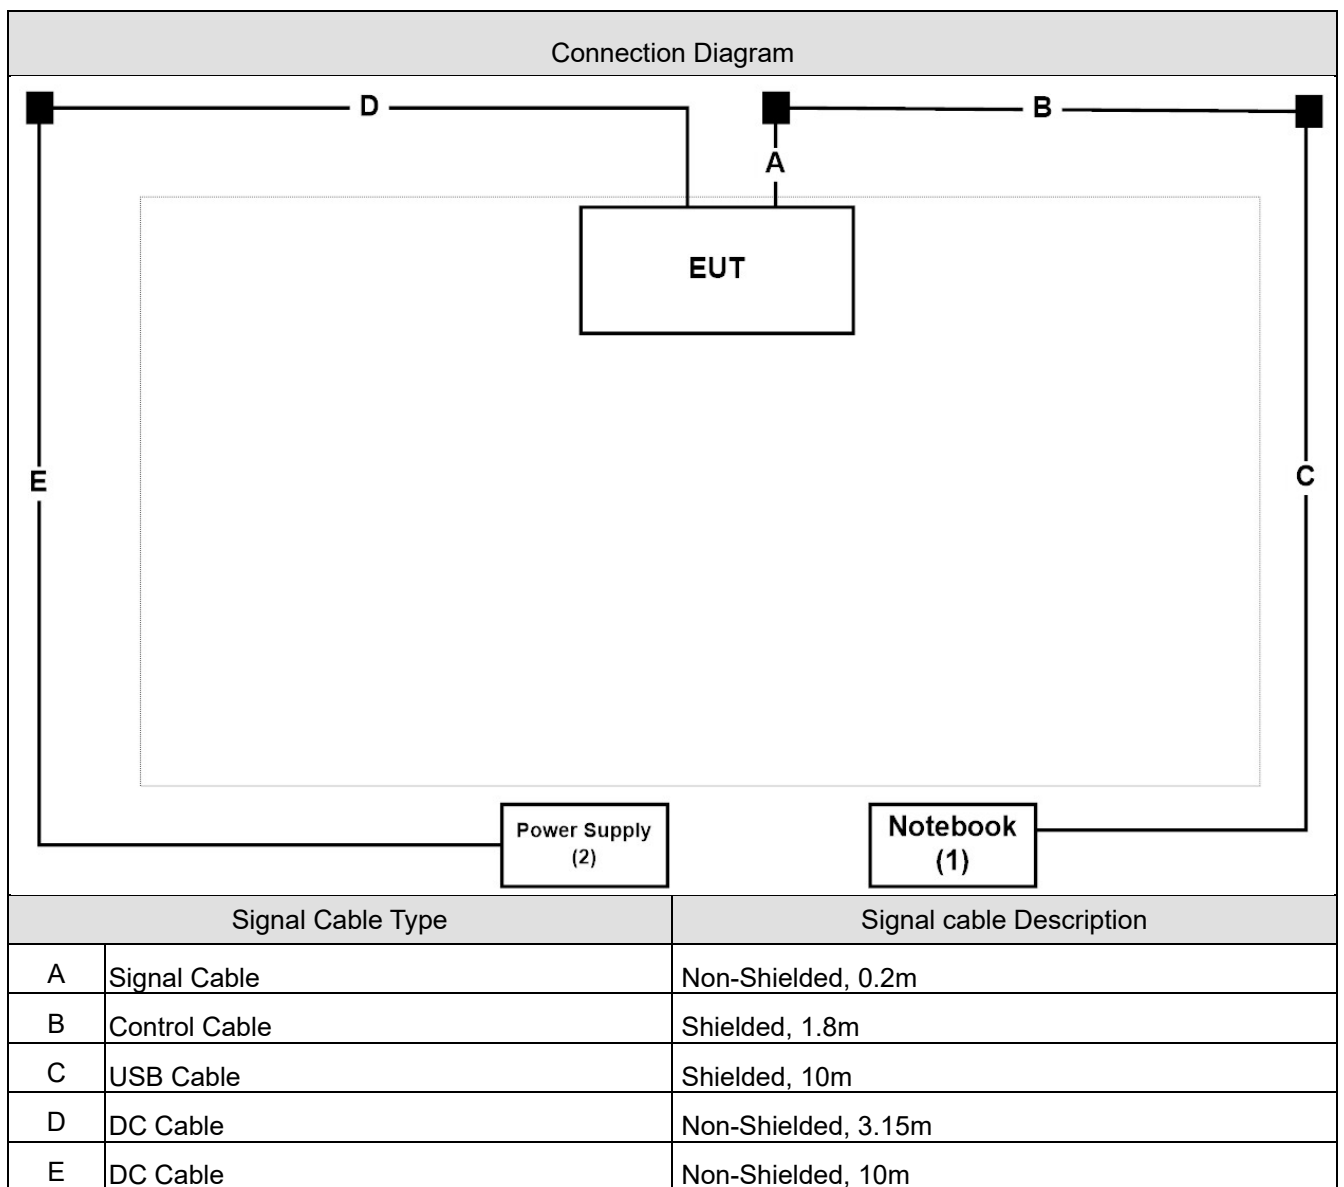 Connection Diagram
D
B
A
EUT
E
C
Power Supply
(2)
Notebook
(1)
Signal Cable Type Signal cable Description
A Signal Cable Non-Shielded, 0.2m
B Control Cable Shielded, 1.8m
C USB Cable Shielded, 10m
D DC Cable Non-Shielded, 3.15m
E DC Cable Non-Shielded, 10m